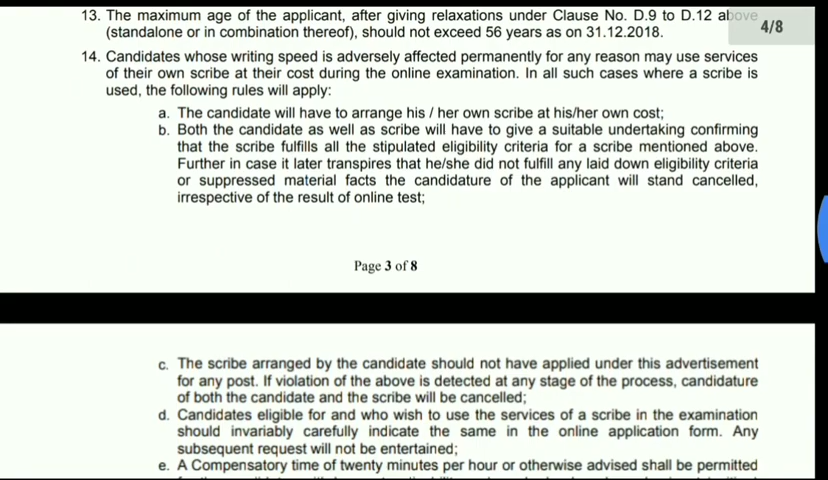 13. The maximum age of the applicant, after giving relaxations under Clause No. D.9 to D.12 above
4/8
(standalone or in combination thereof), should not exceed 56 years as on 31.12.2018.
14. Candidates whose writing speed is adversely affected permanently for any reason may use services
of their own scribe at their cost during the online examination. In all such cases where a scribe is
used, the following rules will apply:
a. The candidate will have to arrange his / her own scribe at his/her own cost;
b. Both the candidate as well as scribe will have to give a suitable undertaking confirming
that the scribe fulfills all the stipulated eligibility criteria for a scribe mentioned above.
Further in case it later transpires that he/she did not fulfill any laid down eligibility criteria
or suppressed material facts the candidature of the applicant will stand cancelled,
irrespective of the result of online test;
Page 3 of 8
c. The scribe arranged by the candidate should not have applied under this advertisement
for any post. If violation of the above is detected at any stage of the process, candidature
of both the candidate and the scribe will be cancelled;
d. Candidates eligible for and who wish to use the services of a scribe in the examination
should invariably carefully indicate the same in the online application form. Any
subsequent request will not be entertained;
e. A Compensatory time of twenty minutes per hour or otherwise advised shall be permitted